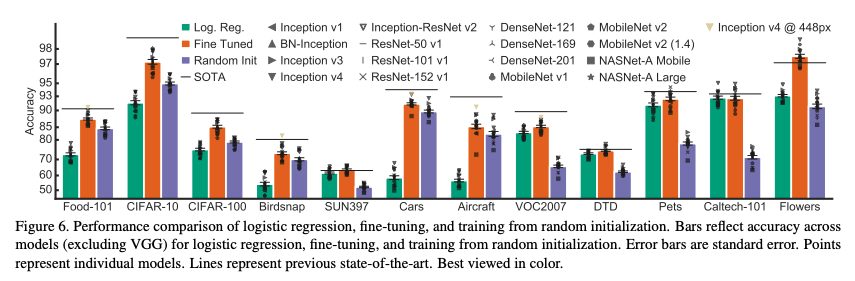 Log. Reg.
Fine Tuned
Random Init
SOTA
Inception v1
BN-Inception
Inception v3
Inception v4
Inception-ResNet v2
ResNet-50 v1
ResNet-101 v1
ResNet-152 v1
DenseNet-121
DenseNet-169
DenseNet-201
MobileNet v1
MobileNet v2
MobileNet v2 (1.4)
NASNet-A Mobile
NASNet-A Large
Inception v4 @ 448px
Accuracy
98
97
95
93
90
85
80
70
60
50
Food-101 CIFAR-10 CIFAR-100 Birdsnap SUN397 Cars Aircraft VOC2007 DTD Pets Caltech-101 Flowers
Figure 6. Performance comparison of logistic regression, fine-tuning, and training from random initialization. Bars reflect accuracy across
models (excluding VGG) for logistic regression, fine-tuning, and training from random initialization. Error bars are standard error. Points
represent individual models. Lines represent previous state-of-the-art. Best viewed in color.